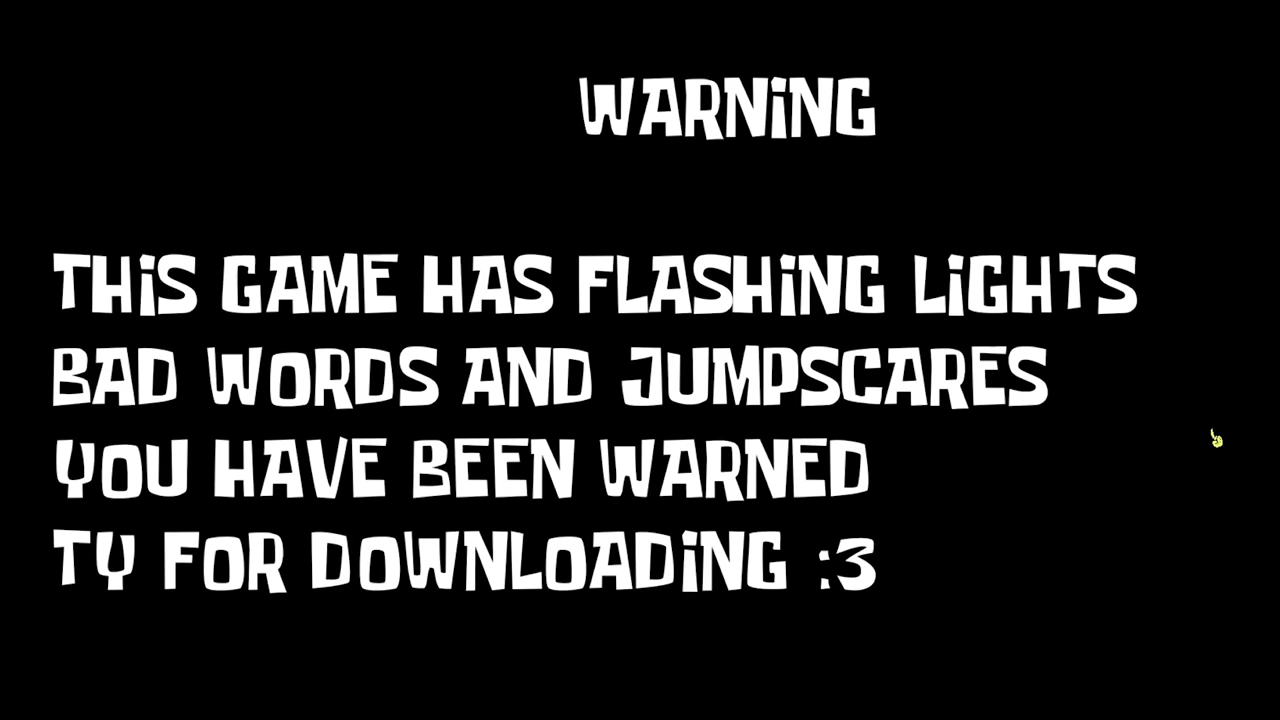 WARNiNG
THiS GAME HAS FLASHiNG LiGHTS
BAD WORDS AND JUMPSCARES
YOU HAVE BEEN WARNED
TY FOR DOWNLOADiNG :3